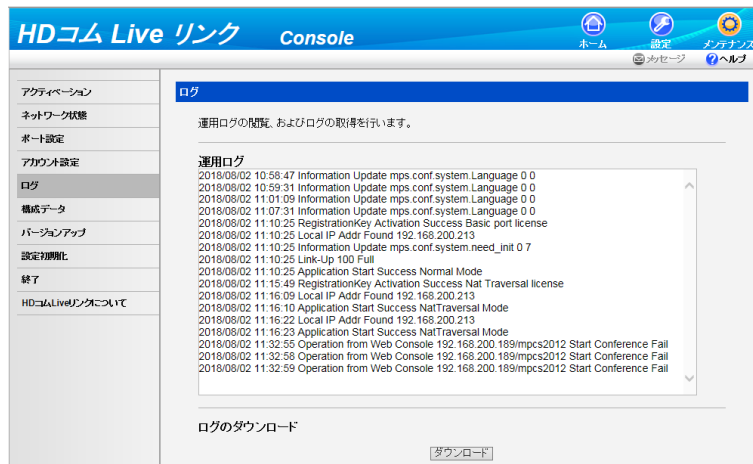 HDコム Live リンク Console
ホーム 設定 メンテナンス
メッセージ ヘルプ
アクティベーション
ネットワーク状態
ポート設定
アカウント設定
ログ
構成データ
バージョンアップ
設定初期化
終了
HDコムLiveリンクについて
ログ
運用ログの閲覧、およびログの取得を行います。
運用ログ
2018/08/02 10:58:47 Information Update mps.conf.system.Language 0 0
2018/08/02 10:59:31 Information Update mps.conf.system.Language 0 0
2018/08/02 11:01:09 Information Update mps.conf.system.Language 0 0
2018/08/02 11:07:31 Information Update mps.conf.system.Language 0 0
2018/08/02 11:10:25 RegistrationKey Activation Success Basic port license
2018/08/02 11:10:25 Local IP Addr Found 192.168.200.213
2018/08/02 11:10:25 Information Update mps.conf.system.need_init 0 7
2018/08/02 11:10:25 Link-Up 100 Full
2018/08/02 11:10:25 Application Start Success Normal Mode
2018/08/02 11:15:49 RegistrationKey Activation Success Nat Traversal license
2018/08/02 11:16:09 Local IP Addr Found 192.168.200.213
2018/08/02 11:16:10 Application Start Success NatTraversal Mode
2018/08/02 11:16:22 Local IP Addr Found 192.168.200.213
2018/08/02 11:16:23 Application Start Success NatTraversal Mode
2018/08/02 11:32:55 Operation from Web Console 192.168.200.189/mpcs2012 Start Conference Fail
2018/08/02 11:32:58 Operation from Web Console 192.168.200.189/mpcs2012 Start Conference Fail
2018/08/02 11:32:59 Operation from Web Console 192.168.200.189/mpcs2012 Start Conference Fail
ログのダウンロード
ダウンロード